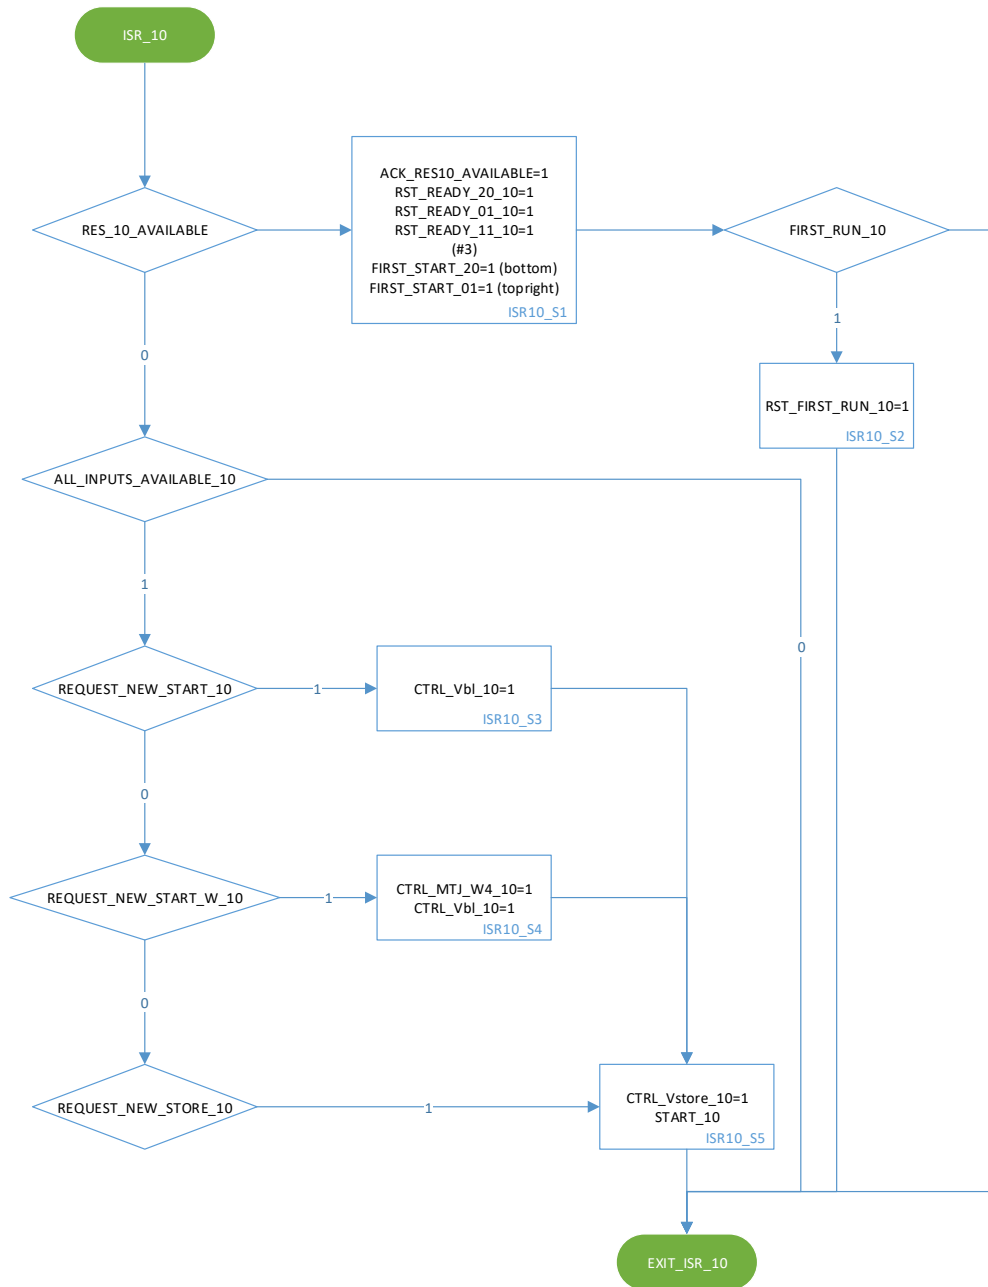 ISR_10
ACK_RES10_AVAILABLE=1
RST_READY_20_10=1
RST_READY_01_10=1
RST_READY_11_10=1
(#3)
FIRST_START_20=1 (bottom)
FIRST_START_01=1 (topright)
ISR10_S1
RES_10_AVAILABLE
FIRST_RUN_10
1
0
RST_FIRST_RUN_10=1
ISR10_S2
ALL_INPUTS_AVAILABLE_10
1
0
REQUEST_NEW_START_10
1
CTRL_Vbl_10=1
ISR10_S3
0
REQUEST_NEW_START_W_10
1
CTRL_MTJ_W4_10=1
CTRL_Vbl_10=1
ISR10_S4
0
REQUEST_NEW_STORE_10
1
CTRL_Vstore_10=1
START_10
ISR10_S5
EXIT_ISR_10